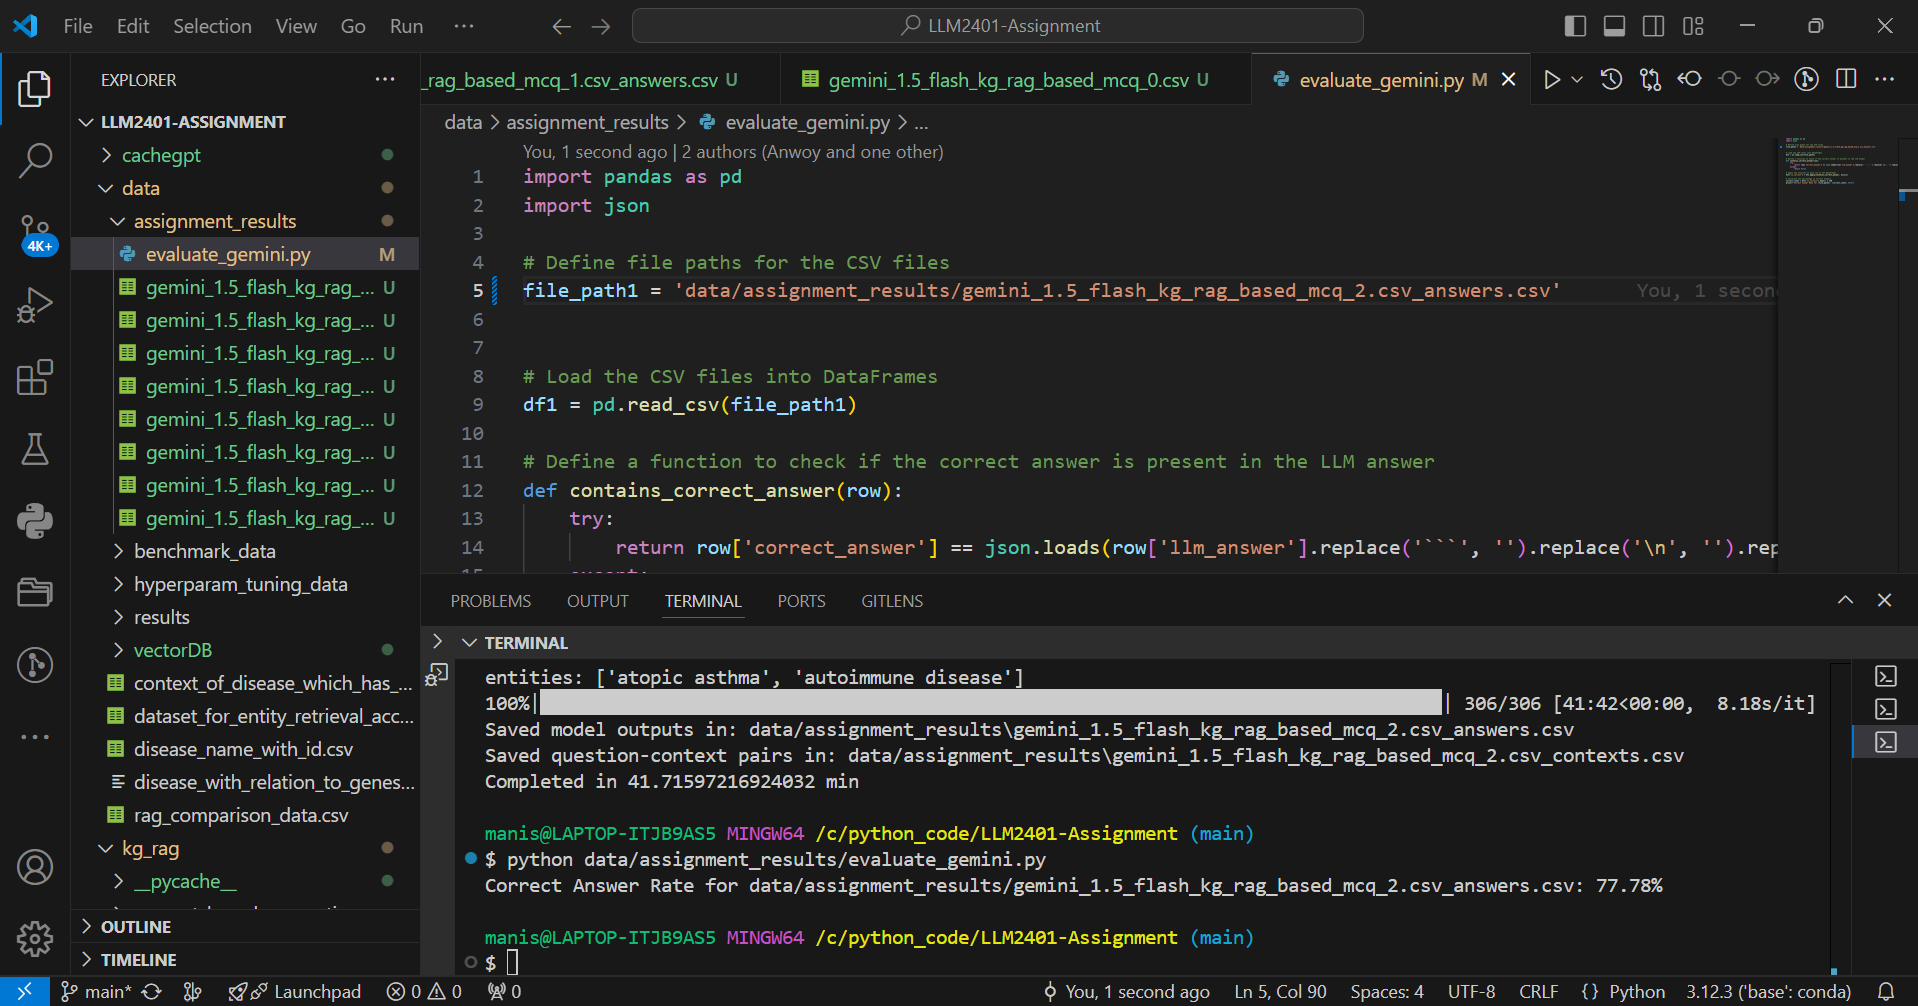 File Edit Selection View Go Run ··· LLM2401-Assignment
EXPLORER ···
LLM2401-ASSIGNMENT
cachegpt
data
assignment_results
evaluate_gemini.py M
gemini_1.5_flash_kg_rag_... U
gemini_1.5_flash_kg_rag_... U
gemini_1.5_flash_kg_rag_... U
gemini_1.5_flash_kg_rag_... U
gemini_1.5_flash_kg_rag_... U
gemini_1.5_flash_kg_rag_... U
gemini_1.5_flash_kg_rag_... U
gemini_1.5_flash_kg_rag_... U
benchmark_data
hyperparam_tuning_data
results
vectorDB
context_of_disease_which_has_...
dataset_for_entity_retrieval_acc...
disease_name_with_id.csv
disease_with_relation_to_genes...
rag_comparison_data.csv
kg_rag
__pycache__
OUTLINE
TIMELINE
4K+
_rag_based_mcq_1.csv_answers.csv U gemini_1.5_flash_kg_rag_based_mcq_0.csv U evaluate_gemini.py M
data > assignment_results > evaluate_gemini.py > ...
You, 1 second ago | 2 authors (Anwoy and one other)
1 import pandas as pd
2 import json
3
4 # Define file paths for the CSV files
5 file_path1 = 'data/assignment_results/gemini_1.5_flash_kg_rag_based_mcq_2.csv_answers.csv' You, 1 secon
6
7
8 # Load the CSV files into DataFrames
9 df1 = pd.read_csv(file_path1)
10
11 # Define a function to check if the correct answer is present in the LLM answer
12 def contains_correct_answer(row):
13 try:
14 return row['correct_answer'] == json.loads(row['llm_answer'].replace('```', '').replace('\n', '').rep
PROBLEMS OUTPUT TERMINAL PORTS GITLENS
TERMINAL
entities: ['atopic asthma', 'autoimmune disease']
100%| | 306/306 [41:42<00:00, 8.18s/it]
Saved model outputs in: data/assignment_results\gemini_1.5_flash_kg_rag_based_mcq_2.csv_answers.csv
Saved question-context pairs in: data/assignment_results\gemini_1.5_flash_kg_rag_based_mcq_2.csv_contexts.csv
Completed in 41.71597216924032 min
manis@LAPTOP-ITJB9AS5 MINGW64 /c/python_code/LLM2401-Assignment (main)
$ python data/assignment_results/evaluate_gemini.py
Correct Answer Rate for data/assignment_results/gemini_1.5_flash_kg_rag_based_mcq_2.csv_answers.csv: 77.78%
manis@LAPTOP-ITJB9AS5 MINGW64 /c/python_code/LLM2401-Assignment (main)
$
main* Launchpad 0 0 0 You, 1 second ago Ln 5, Col 90 Spaces: 4 UTF-8 CRLF {} Python 3.12.3 ('base': conda)